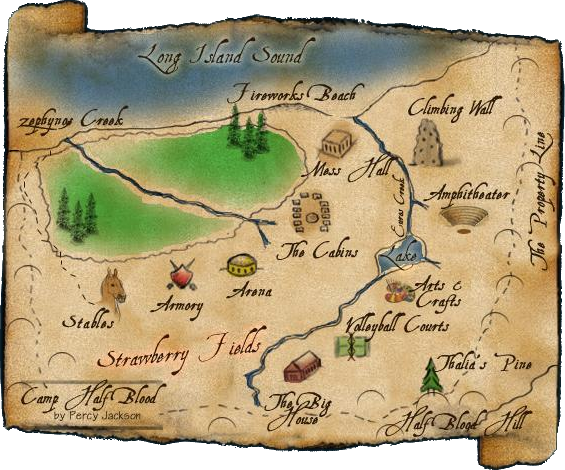 Long Island Sound
Fireworks Beach
zephyros Creek
Climbing Wall
Mess Hall
Amphitheater
Euros Creek
The Property Line
The Cabins
Lake
Arena
Armory
Arts &
Crafts
Stables
Volleyball Courts
Strawberry Fields
Thalia's Pine
The Big
House
Camp Half Blood
by Percy Jackson
Half Blood Hill